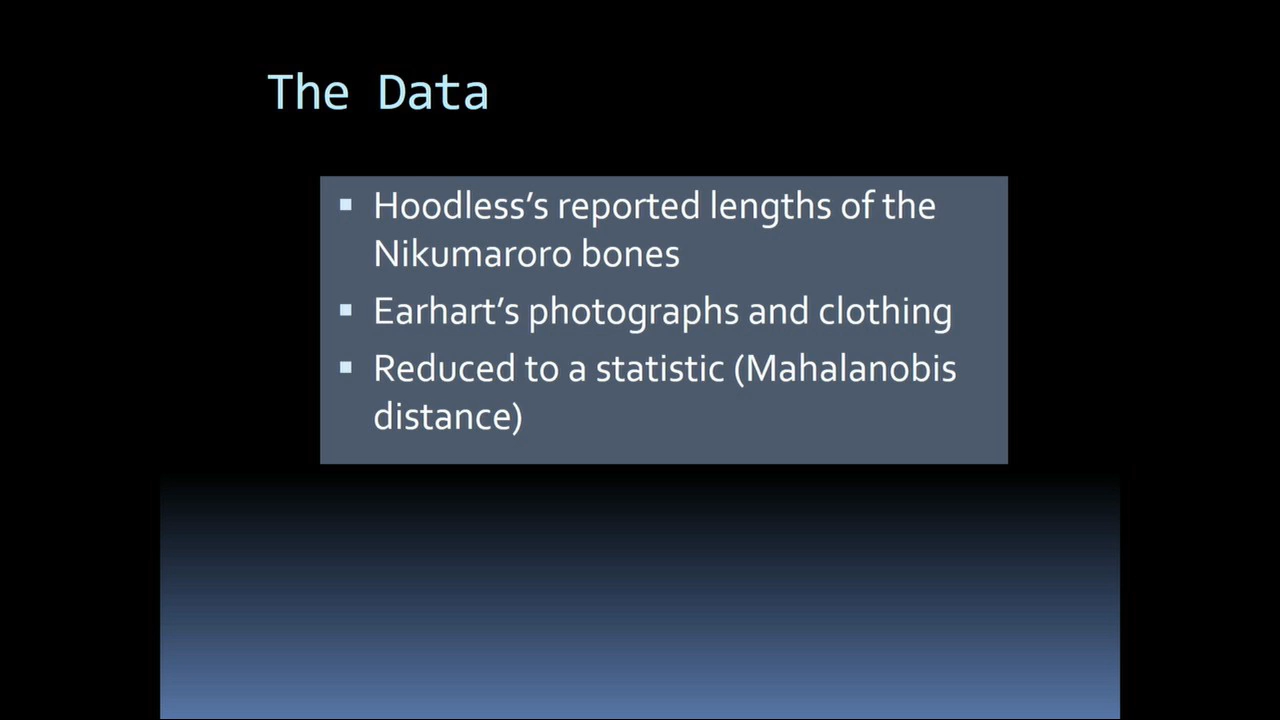 The Data
▪ Hoodless’s reported lengths of the
Nikumaroro bones
▪ Earhart’s photographs and clothing
▪ Reduced to a statistic (Mahalanobis
distance)